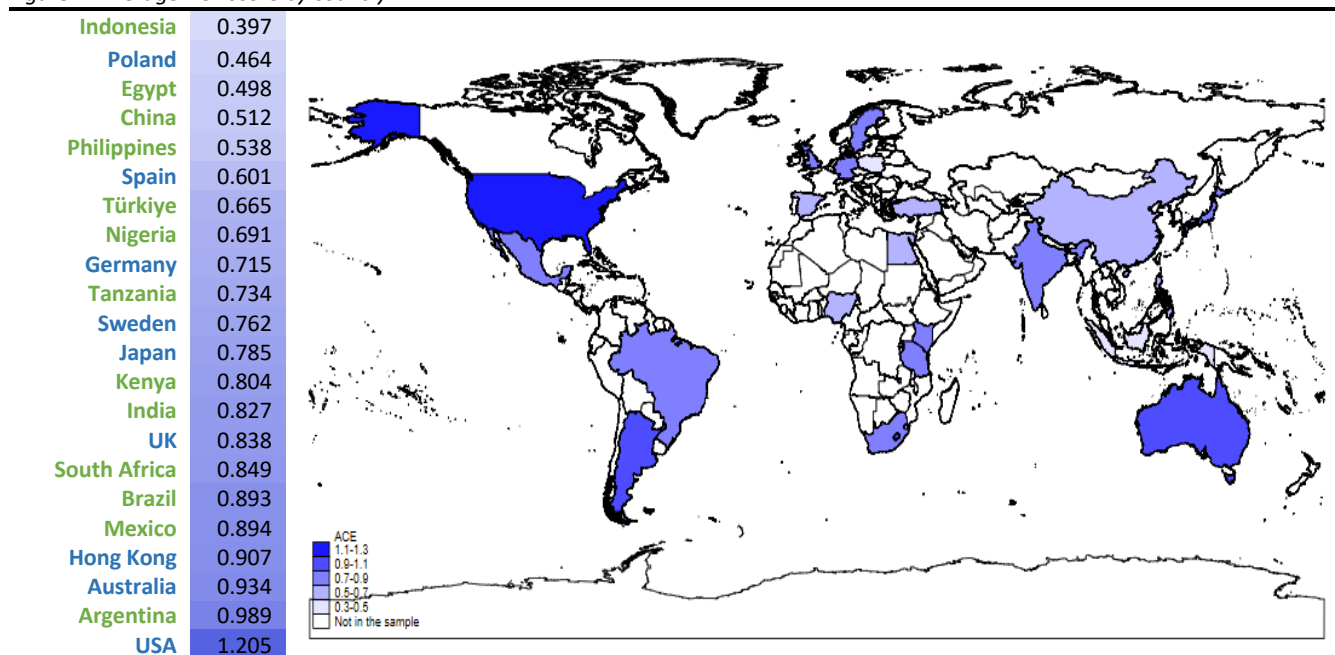 Indonesia 0.397
Poland 0.464
Egypt 0.498
China 0.512
Philippines 0.538
Spain 0.601
Türkiye 0.665
Nigeria 0.691
Germany 0.715
Tanzania 0.734
Sweden 0.762
Japan 0.785
Kenya 0.804
India 0.827
UK 0.838
South Africa 0.849
Brazil 0.893
Mexico 0.894
Hong Kong 0.907
Australia 0.934
Argentina 0.989
USA 1.205
ACE
1.1-1.3
0.9-1.1
0.7-0.9
0.5-0.7
0.3-0.5
Not in the sample